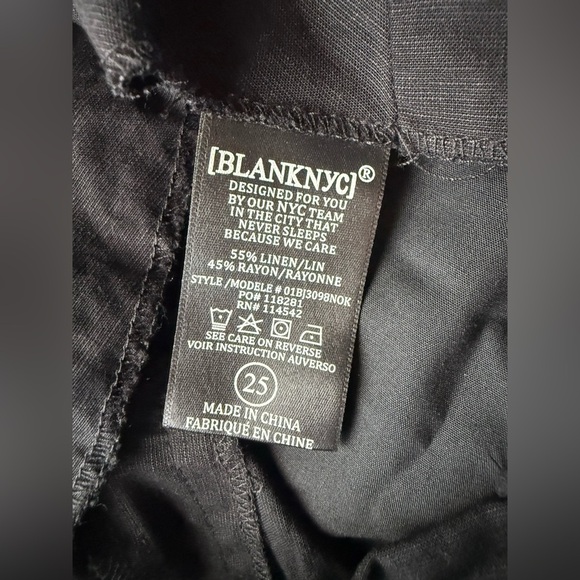 [BLANKNYC]®
DESIGNED FOR YOU
BY OUR NYC TEAM
IN THE CITY THAT
NEVER SLEEPS
BECAUSE WE CARE
55% LINEN/LIN
45% RAYON/RAYONNE
STYLE/MODELE # 01BJ3098NOK
PO# 118281
RN# 114542
SEE CARE ON REVERSE
VOIR INSTRUCTION AUVERSO
25
MADE IN CHINA
FABRIQUÉ EN CHINE